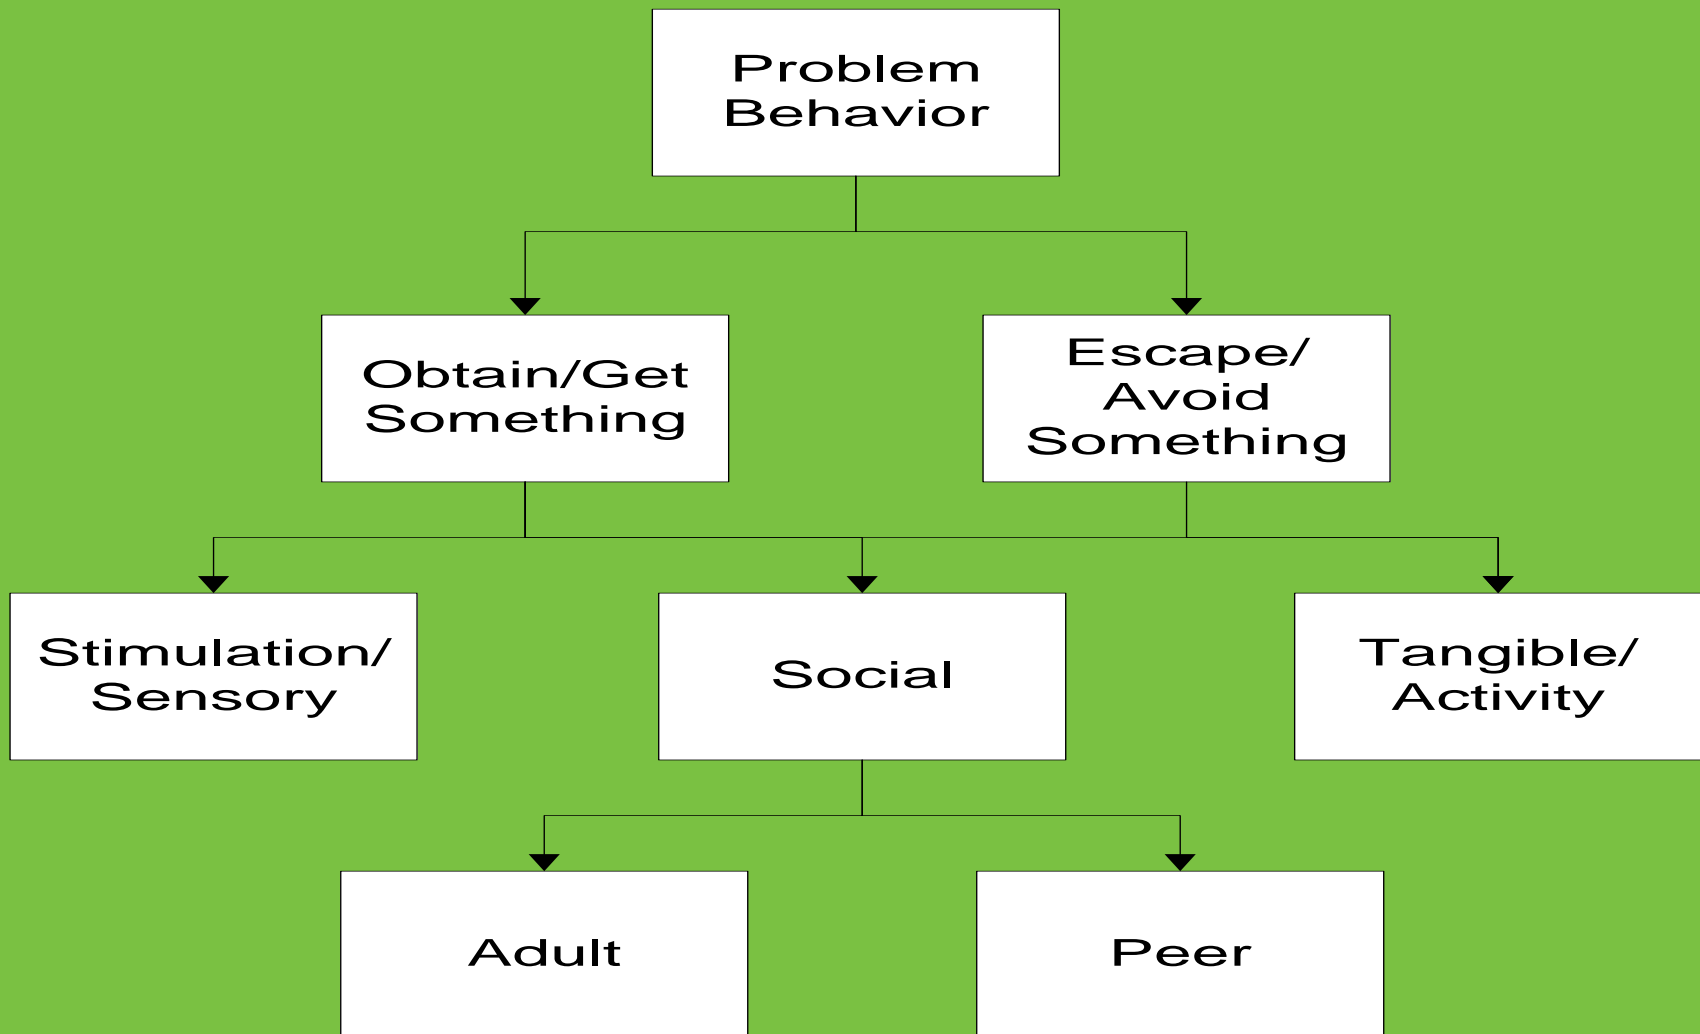 Problem
Behavior
Obtain/Get
Something
Escape/
Avoid
Something
Stimulation/
Sensory
Social
Tangible/
Activity
Adult
Peer